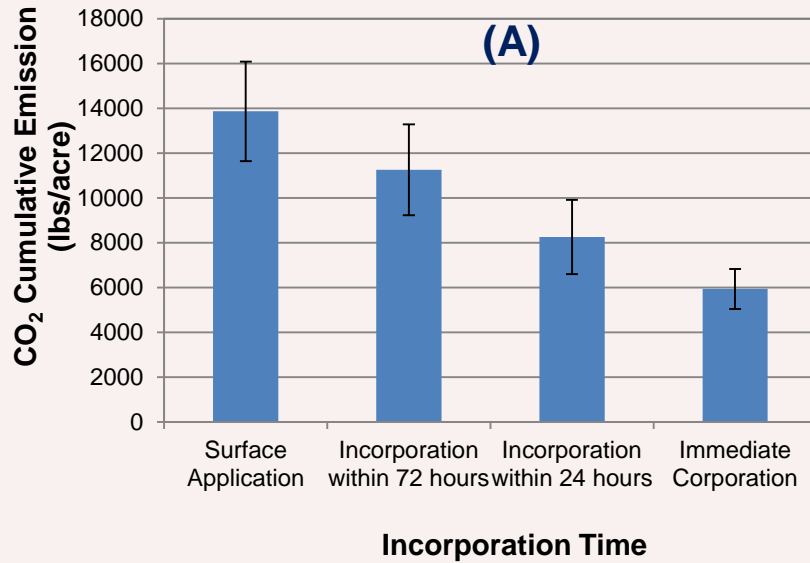 (A)
CO₂ Cumulative Emission
(lbs/acre)
18000
16000
14000
12000
10000
8000
6000
4000
2000
0
Surface
Application
Incorporation
within 72 hours
Incorporation
within 24 hours
Immediate
Corporation
Incorporation Time